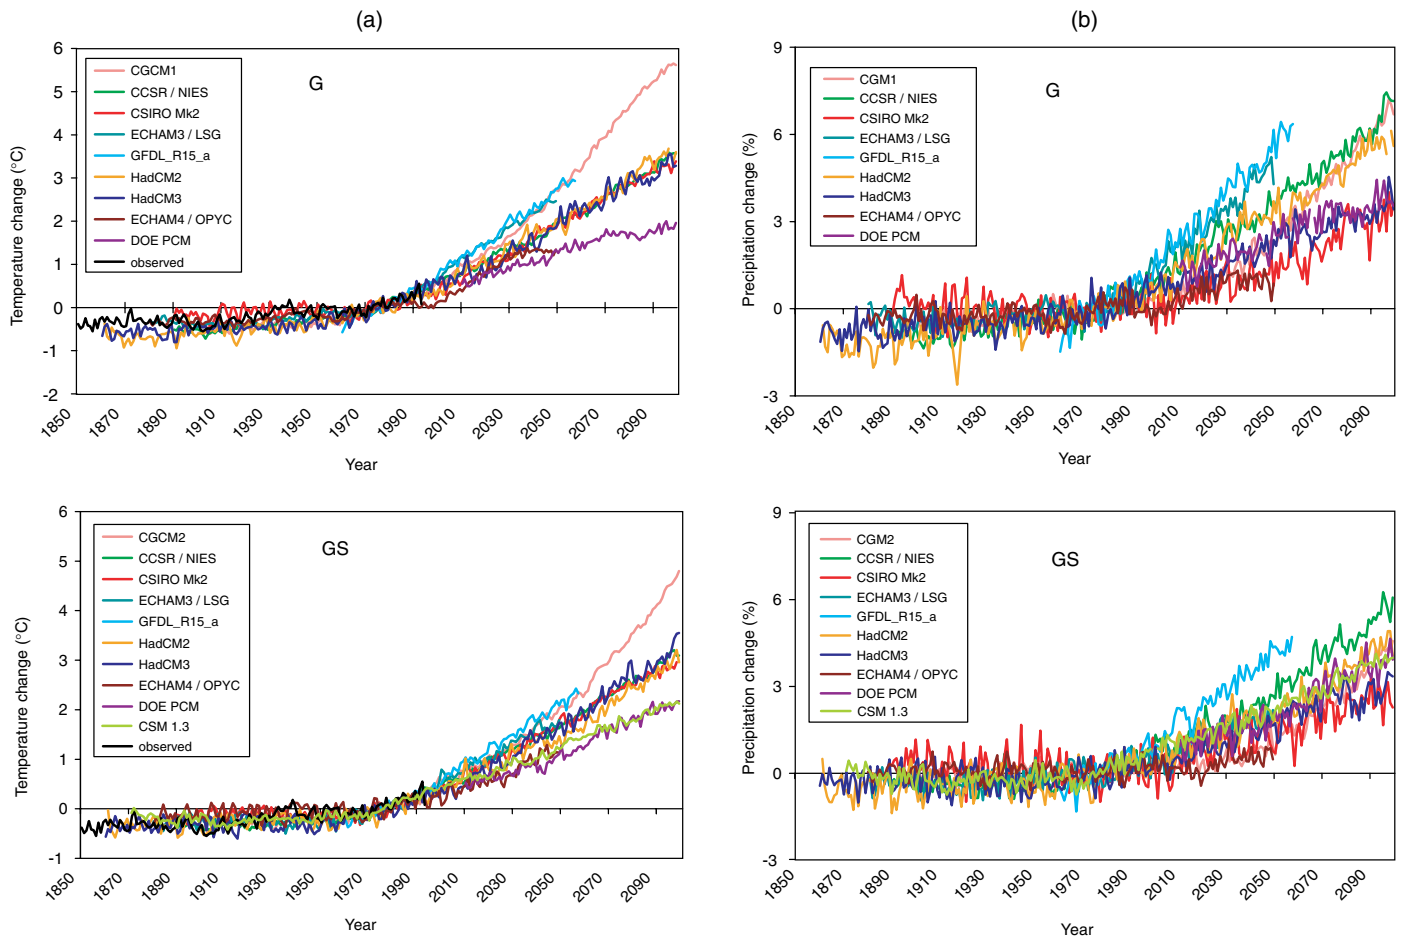 (a)
(b)
G
Temperature change (°C)
6
5
4
3
2
1
0
-1
-2
CGCM1
CCSR / NIES
CSIRO Mk2
ECHAM3 / LSG
GFDL_R15_a
HadCM2
HadCM3
ECHAM4 / OPYC
DOE PCM
observed
1850 1870 1890 1910 1930 1950 1970 1990 2010 2030 2050 2070 2090
Year
G
Precipitation change (%)
9
6
3
0
-3
CGM1
CCSR / NIES
CSIRO Mk2
ECHAM3 / LSG
GFDL_R15_a
HadCM2
HadCM3
ECHAM4 / OPYC
DOE PCM
1850 1870 1890 1910 1930 1950 1970 1990 2010 2030 2050 2070 2090
Year
GS
Temperature change (°C)
6
5
4
3
2
1
0
-1
CGCM2
CCSR / NIES
CSIRO Mk2
ECHAM3 / LSG
GFDL_R15_a
HadCM2
HadCM3
ECHAM4 / OPYC
DOE PCM
CSM 1.3
observed
1850 1870 1890 1910 1930 1950 1970 1990 2010 2030 2050 2070 2090
Year
GS
Precipitation change (%)
9
6
3
0
-3
CGM2
CCSR / NIES
CSIRO Mk2
ECHAM3 / LSG
GFDL_R15_a
HadCM2
HadCM3
ECHAM4 / OPYC
DOE PCM
CSM 1.3
1850 1870 1890 1910 1930 1950 1970 1990 2010 2030 2050 2070 2090
Year